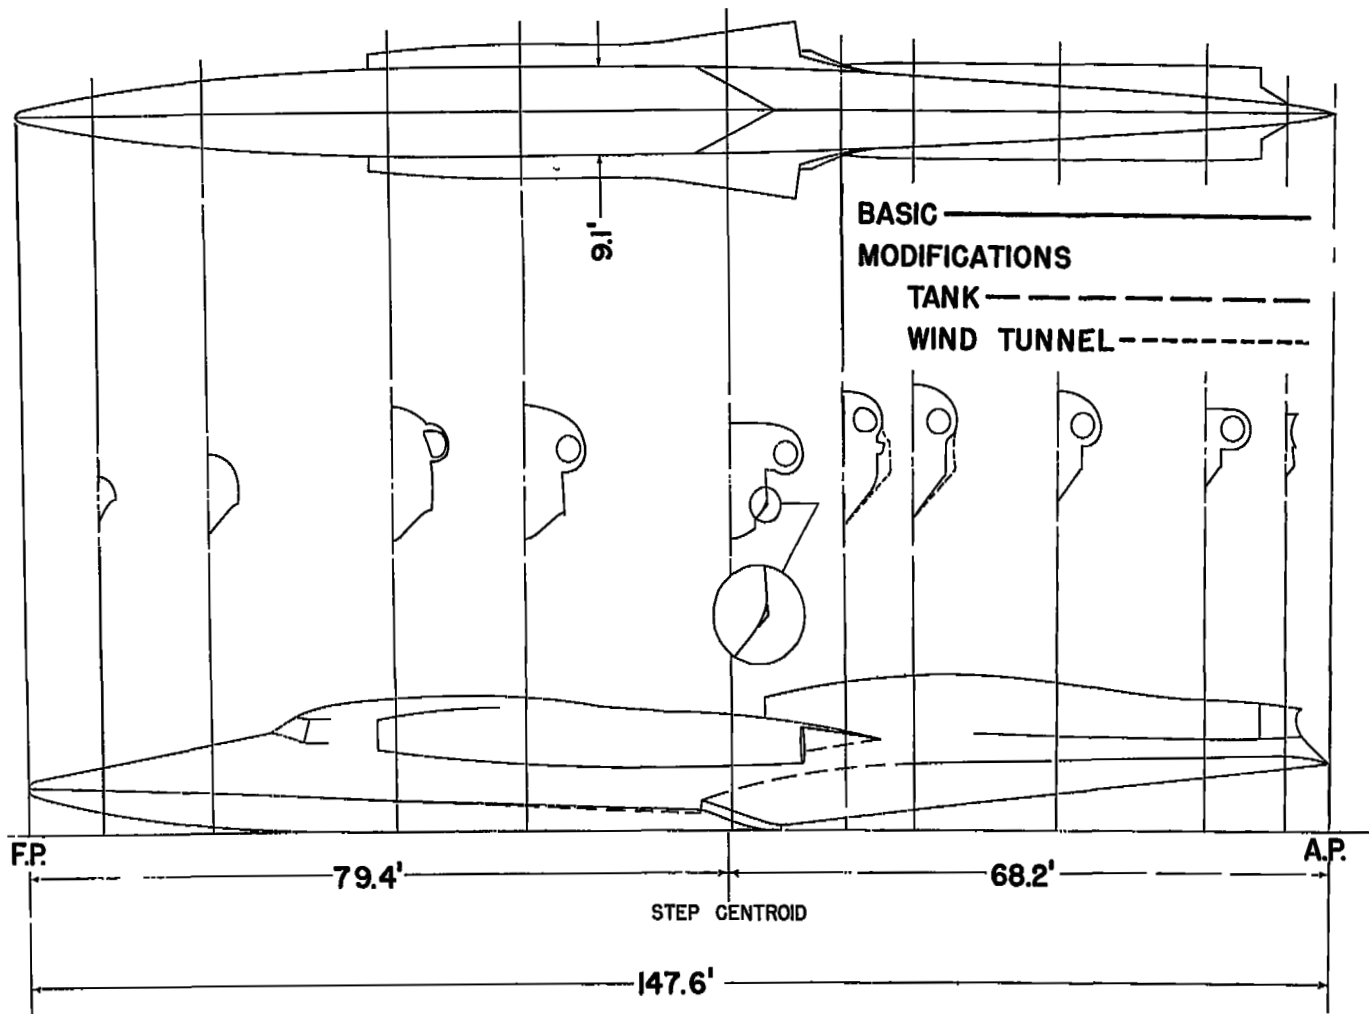 9.1'
BASIC
MODIFICATIONS
TANK
WIND TUNNEL
F.P.
A.P.
79.4'
68.2'
STEP CENTROID
147.6'